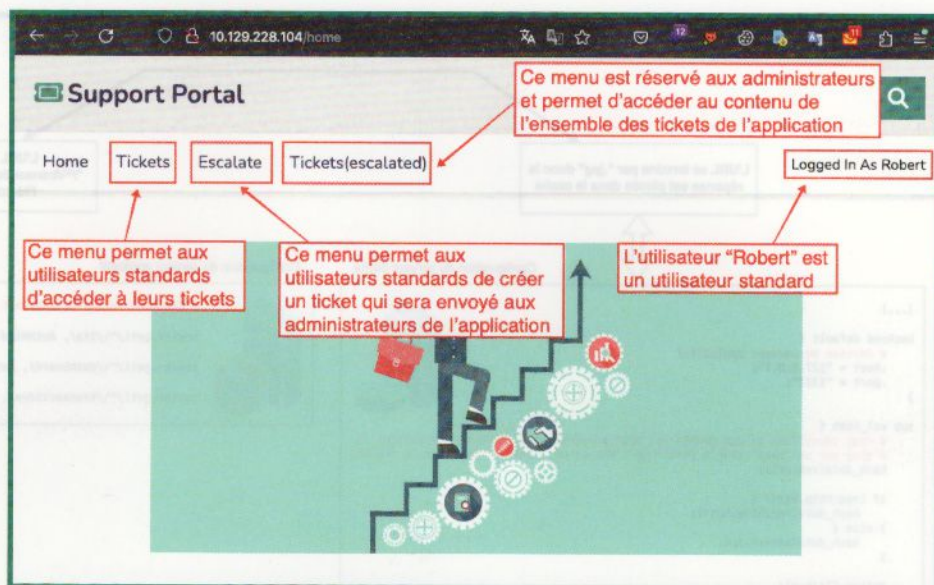 10.129.228.104/home
12
11
Support Portal
Ce menu est réservé aux administrateurs
et permet d'accéder au contenu de
l'ensemble des tickets de l'application
Home
Tickets
Escalate
Tickets(escalated)
Logged In As Robert
Ce menu permet aux
utilisateurs standards
d'accéder à leurs tickets
Ce menu permet aux
utilisateurs standards de créer
un ticket qui sera envoyé aux
administrateurs de l'application
L'utilisateur "Robert" est
un utilisateur standard